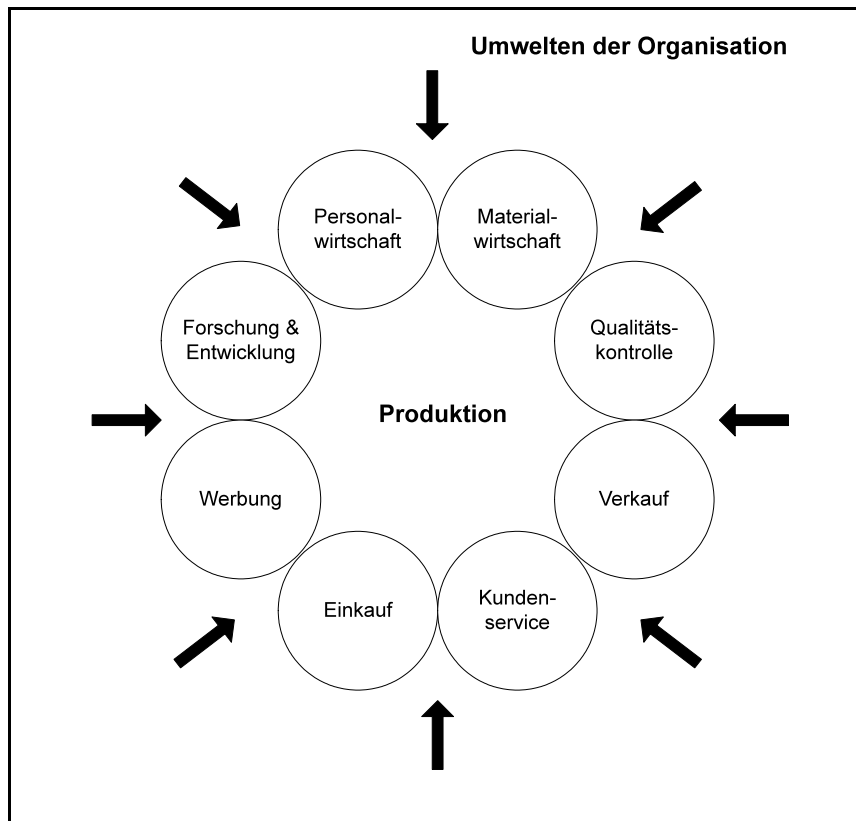 Umwelten der Organisation
Personal-
wirtschaft
Material-
wirtschaft
Forschung &
Entwicklung
Qualitäts-
kontrolle
Produktion
Werbung
Verkauf
Einkauf
Kunden-
service